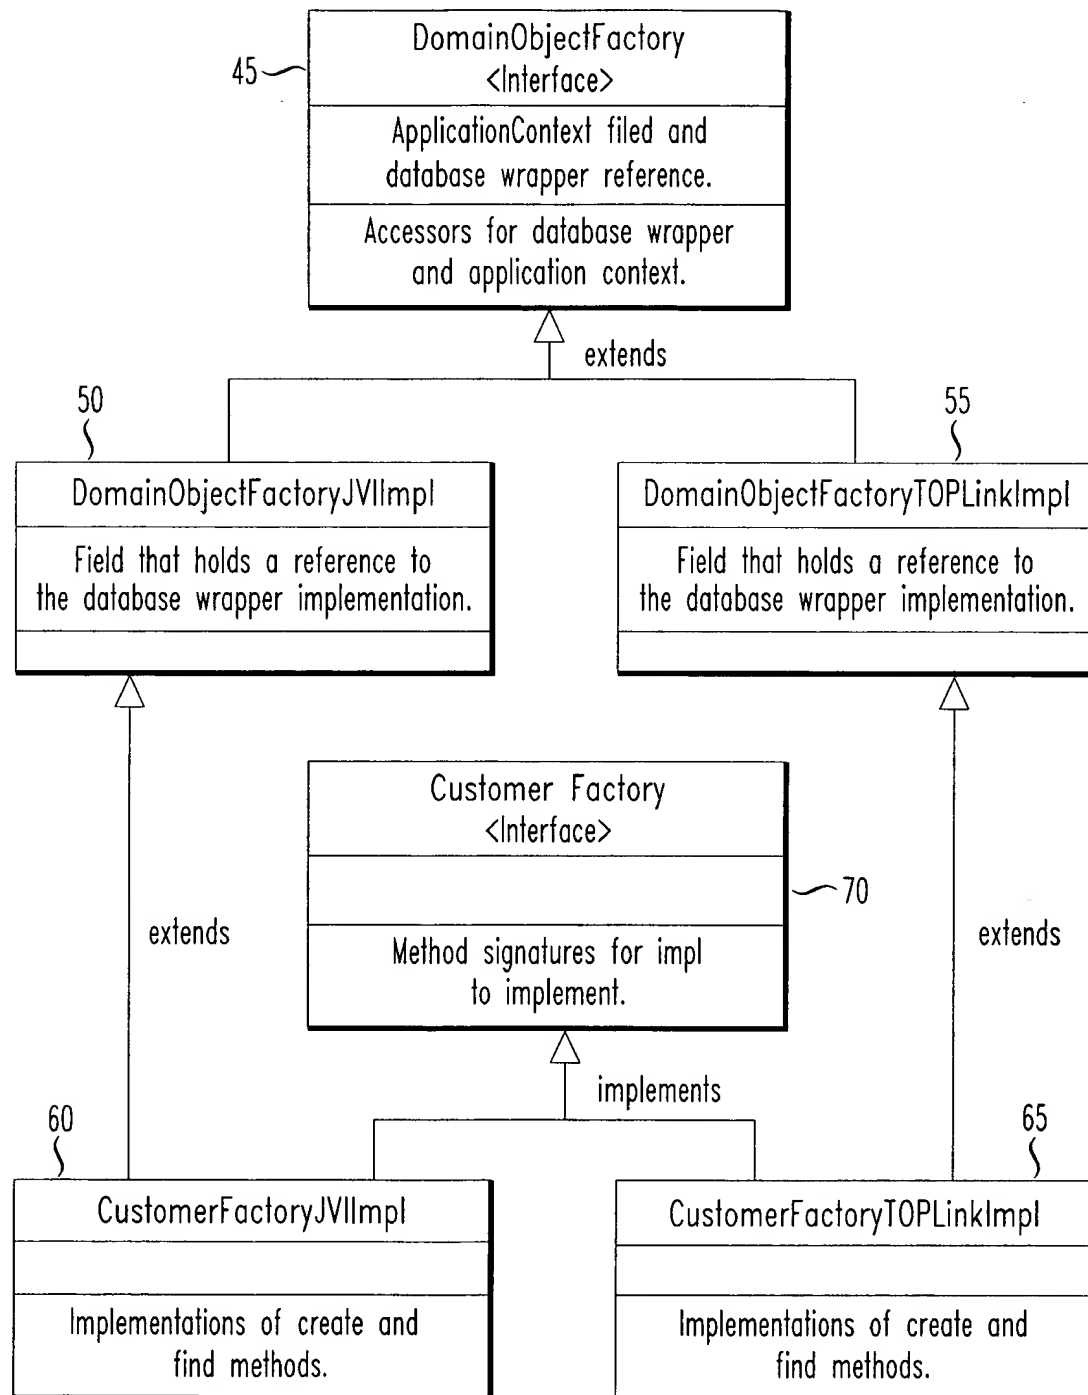 DomainObjectFactory
<Interface>
45
ApplicationContext filed and
database wrapper reference.
Accessors for database wrapper
and application context.
extends
50
55
DomainObjectFactoryJVIImpl
Field that holds a reference to
the database wrapper implementation.
DomainObjectFactoryTOPLinkImpl
Field that holds a reference to
the database wrapper implementation.
Customer Factory
<Interface>
70
Method signatures for impl
to implement.
extends
extends
implements
60
65
CustomerFactoryJVIImpl
Implementations of create and
find methods.
CustomerFactoryTOPLinkImpl
Implementations of create and
find methods.